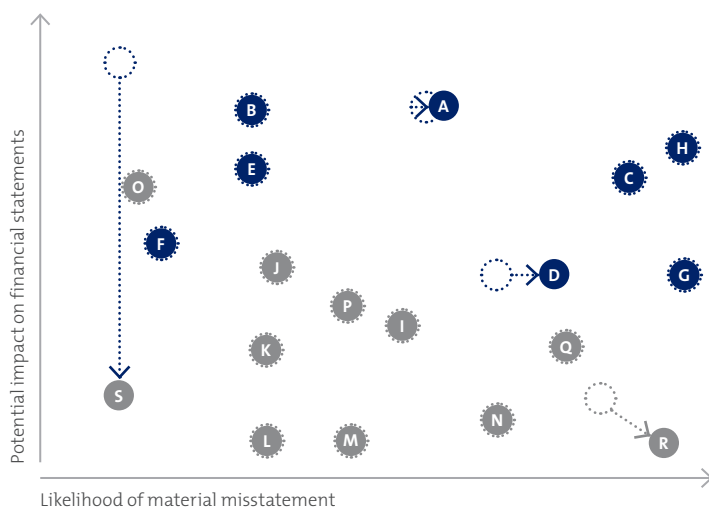 Potential impact on financial statements
A
B
H
E
C
O
F
J
D
G
P
I
K
Q
S
N
L
M
R
Likelihood of material misstatement